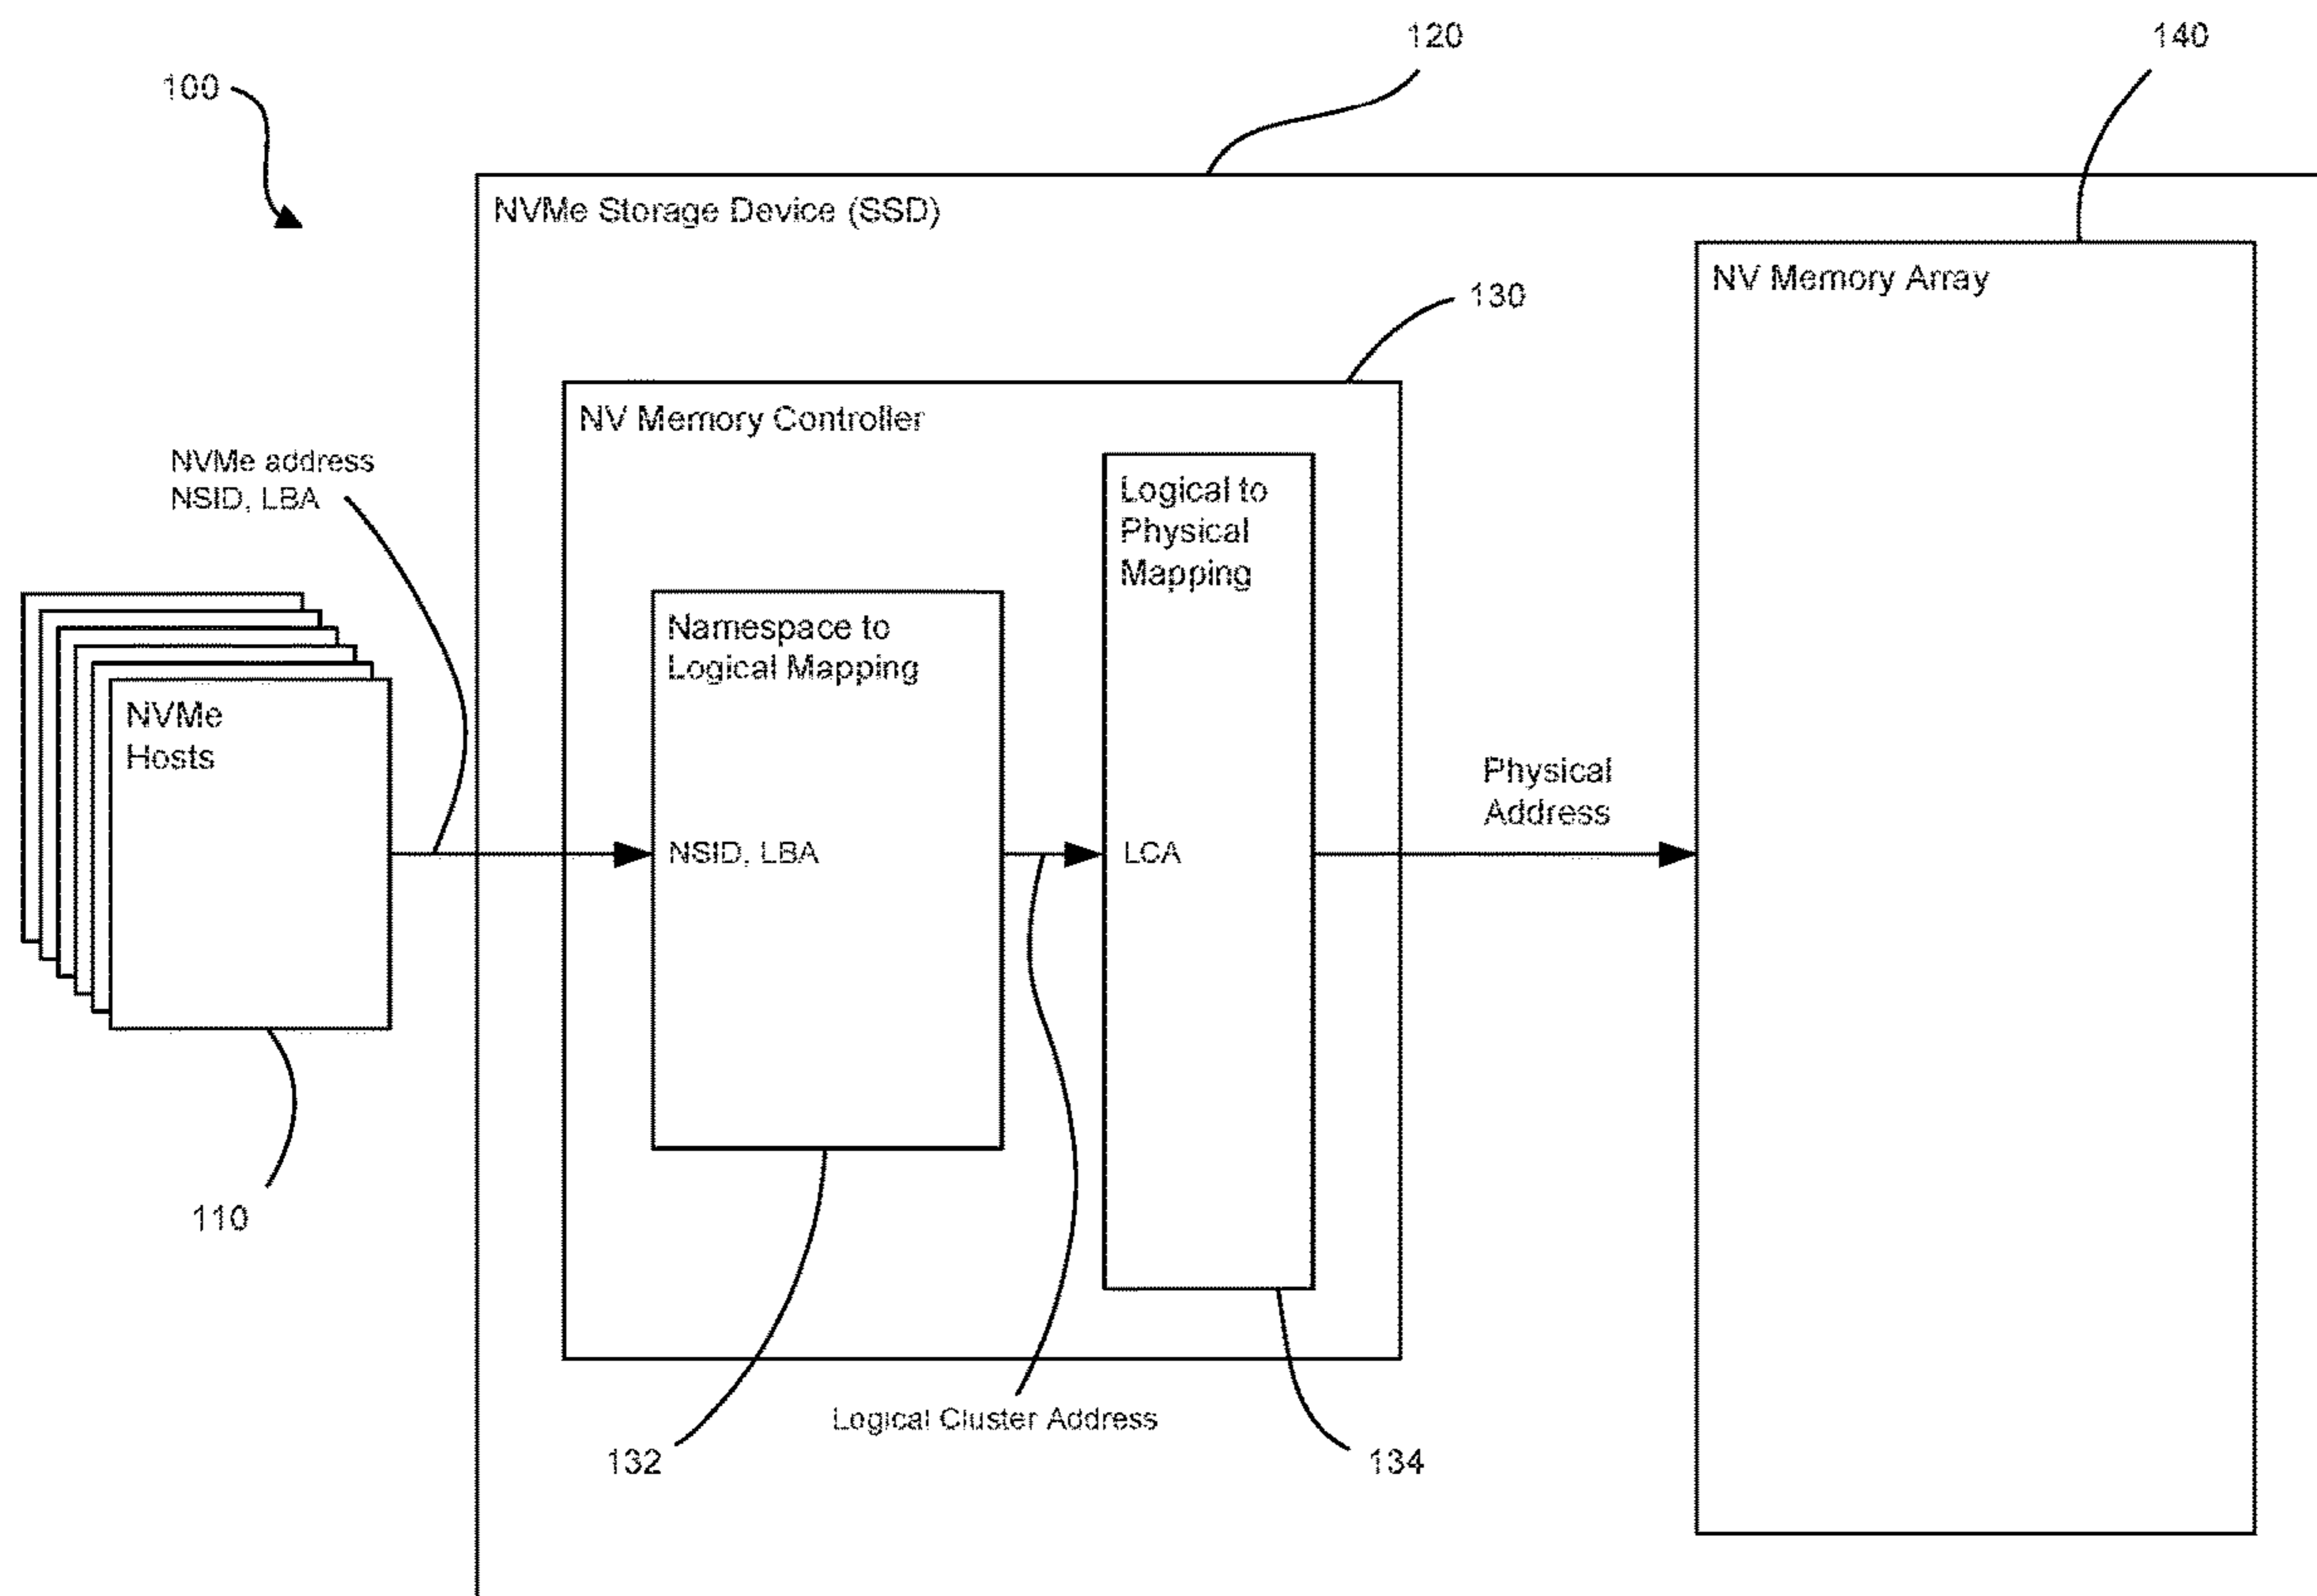 120
140
100
NVMe Storage Device (SSD)
NV Memory Array
130
NV Memory Controller
NVMe address
NSID, LBA
Logical to
Physical
Mapping
Namespace to
Logical Mapping
NVMe
Hosts
Physical
Address
NSID, LBA
LCA
110
Logical Cluster Address
132
134